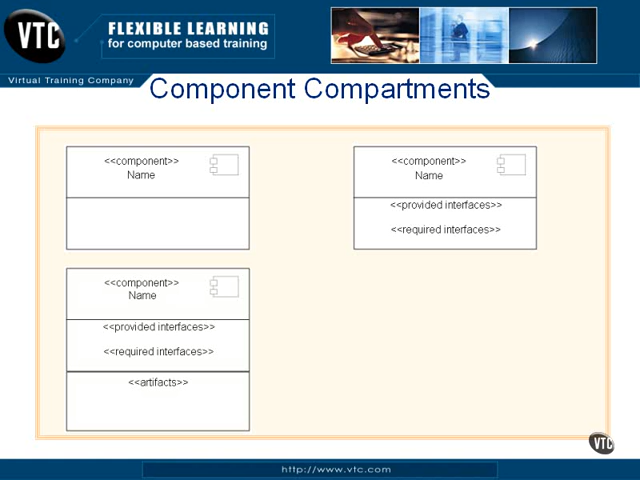 VTC
FLEXIBLE LEARNING
for computer based training
Virtual Training Company
Component Compartments
<<component>>
Name
<<component>>
Name
<<provided interfaces>>
<<required interfaces>>
<<component>>
Name
<<provided interfaces>>
<<required interfaces>>
<<artifacts>>
VTC
http://www.vtc.com